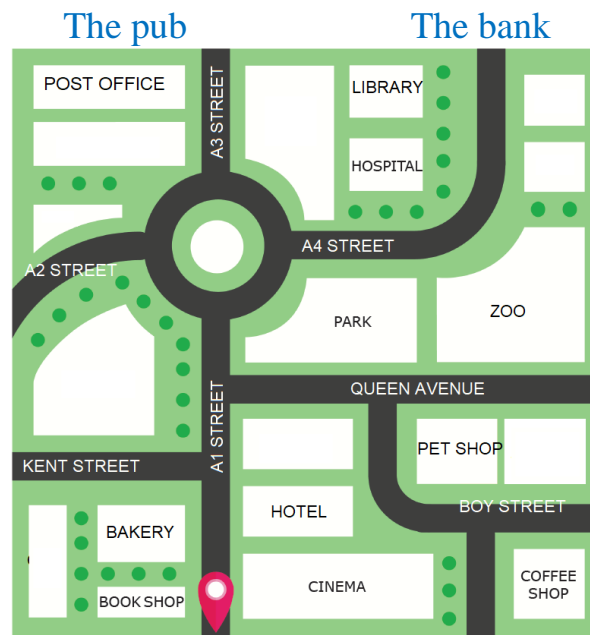 The pub
The bank
POST OFFICE
A3 STREET
LIBRARY
HOSPITAL
A4 STREET
A2 STREET
PARK
ZOO
QUEEN AVENUE
A1 STREET
PET SHOP
KENT STREET
BOY STREET
HOTEL
BAKERY
CINEMA
COFFEE
SHOP
BOOK SHOP